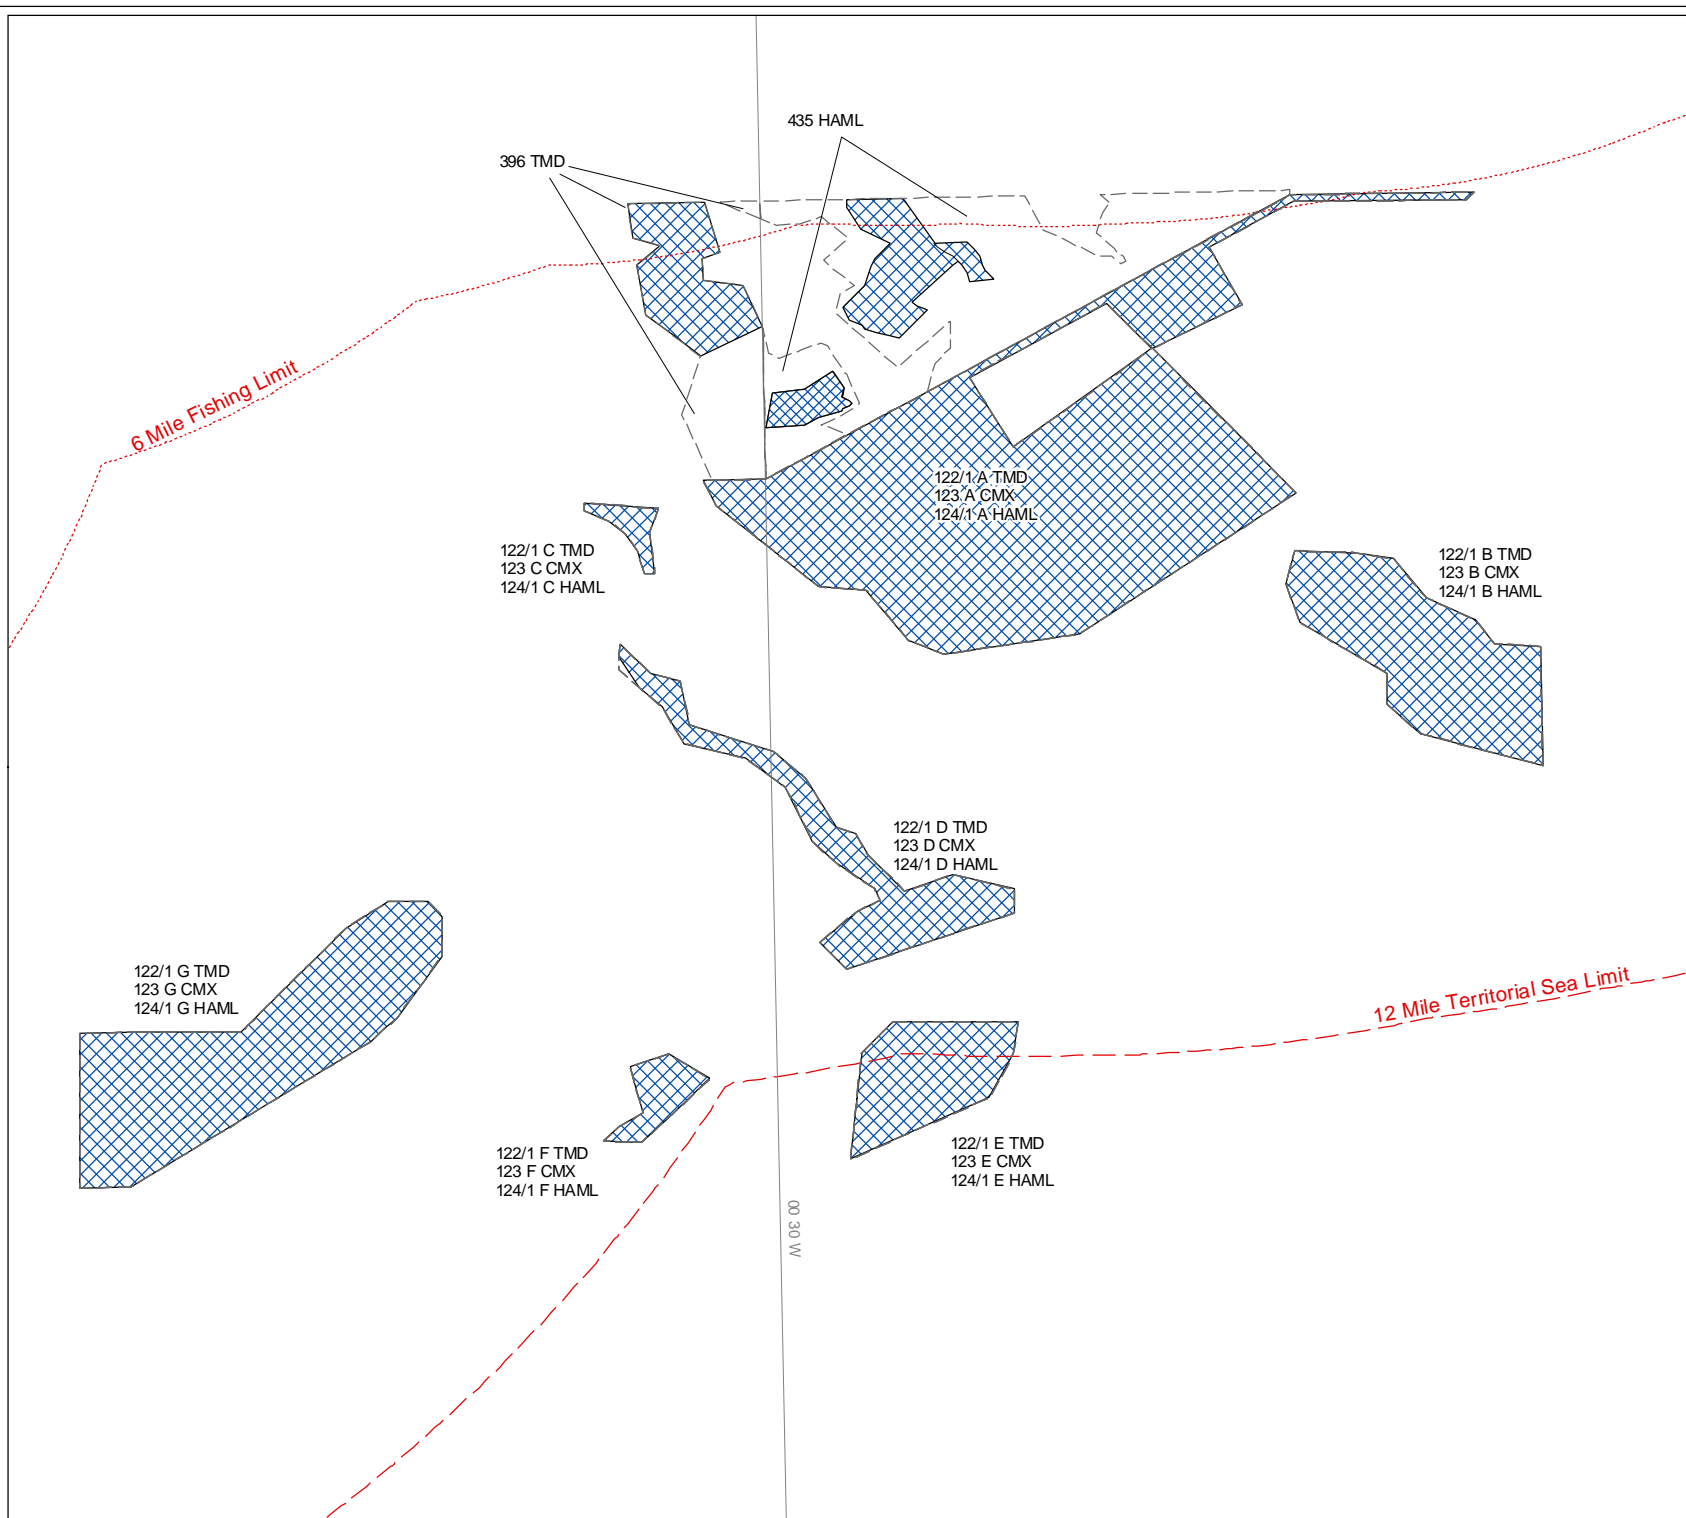 435 HAML
396 TMD
6 Mile Fishing Limit
122/1 A TMD
123 A CMX
124/1 A HAML
122/1 C TMD
123 C CMX
124/1 C HAML
122/1 B TMD
123 B CMX
124/1 B HAML
122/1 D TMD
123 D CMX
124/1 D HAML
122/1 G TMD
123 G CMX
124/1 G HAML
12 Mile Territorial Sea Limit
122/1 F TMD
123 F CMX
124/1 F HAML
122/1 E TMD
123 E CMX
124/1 E HAML
00 30 W